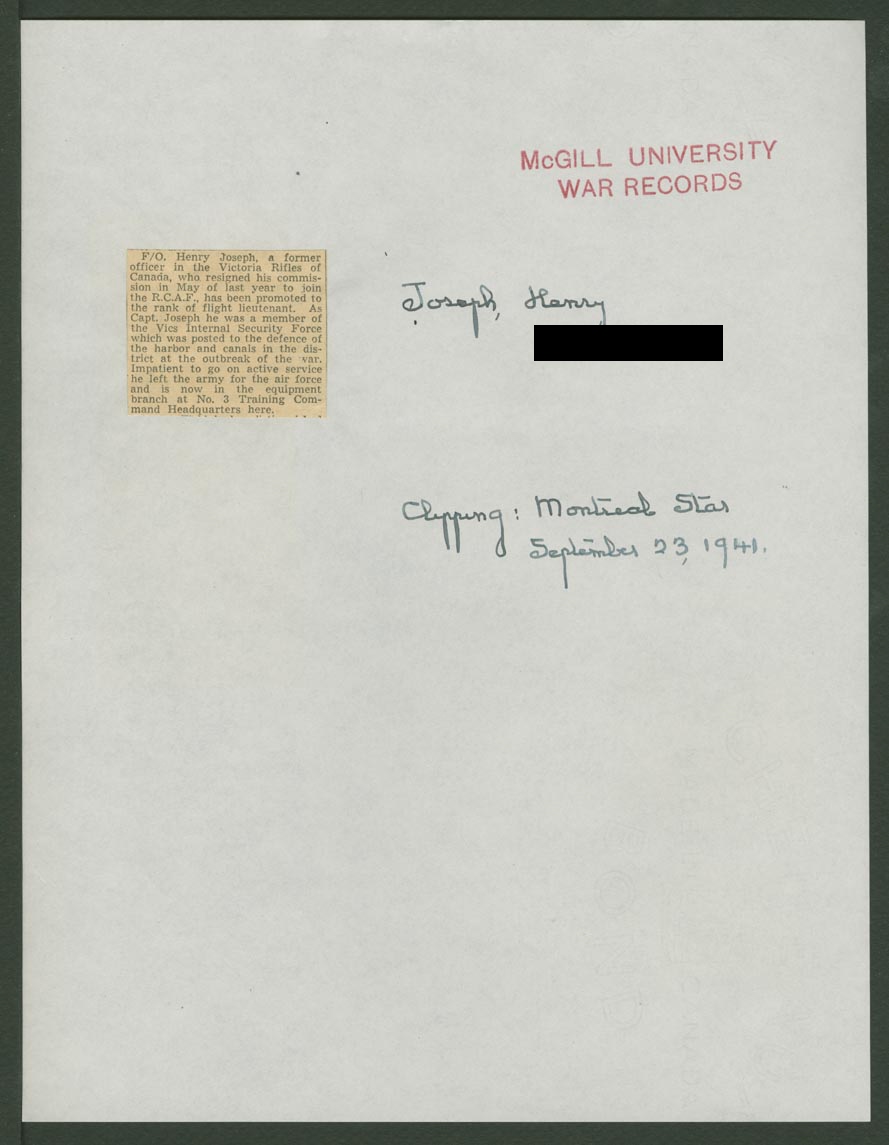 McGILL UNIVERSITY
WAR RECORDS
F/O. Henry Joseph, a former
officer in the Victoria Rifles of
Canada, who resigned his commis-
sion in May of last year to join
the R.C.A.F., has been promoted to
the rank of flight lieutenant. As
Capt. Joseph he was a member of
the Vics Internal Security Force
which was posted to the defence of
the harbor and canals in the dis-
trict at the outbreak of the war.
Impatient to go on active service
he left the army for the air force
and is now in the equipment
branch at No. 3 Training Com-
mand Headquarters here.
Joseph, Henry
Clipping: Montreal Star
September 23, 1941.